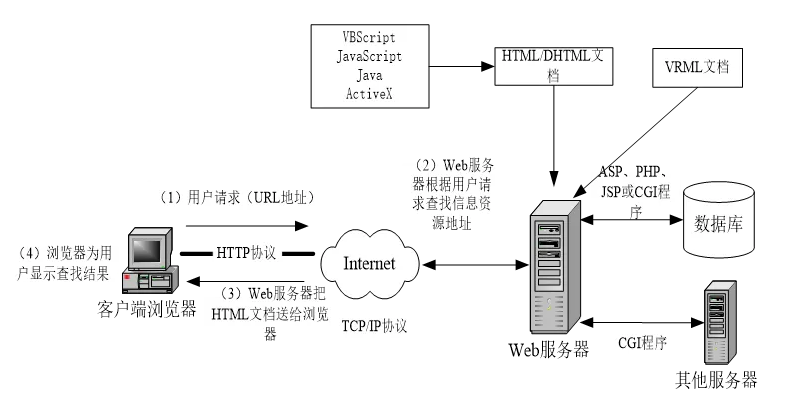 VBScript
JavaScript
Java
ActiveX
HTML/DHTML文
档
VRML文档
(2) Web服务
器根据用户请
求查找信息资
源地址
ASP、PHP、
JSP或CGI程
序
数据库
(1) 用户请求（URL地址）
(4) 浏览器为用
户显示查找结果
HTTP协议
Internet
(3) Web服务器把
HTML文档送给浏览
器
客户端浏览器
TCP/IP协议
Web服务器
CGI程序
其他服务器